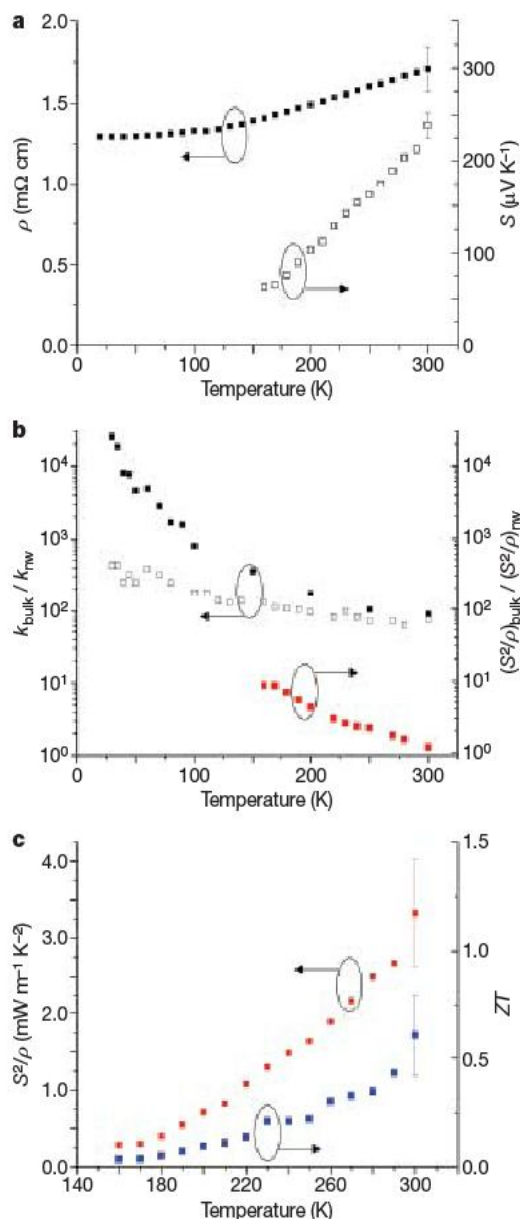 a
2.0
1.5
1.0
0.5
0.0
ρ (mΩ cm)
300
200
100
0
S (μV K⁻¹)
0 100 200 300
Temperature (K)
b
10⁴
10³
10²
10¹
10⁰
k_bulk / k_nw
10⁴
10³
10²
10¹
10⁰
(S²/ρ)_bulk / (S²/ρ)_nw
0 100 200 300
Temperature (K)
c
4.0
3.0
2.0
1.0
0.0
S²/ρ (mW m⁻¹ K⁻²)
1.5
1.0
0.5
0.0
ZT
140 180 220 260 300
Temperature (K)